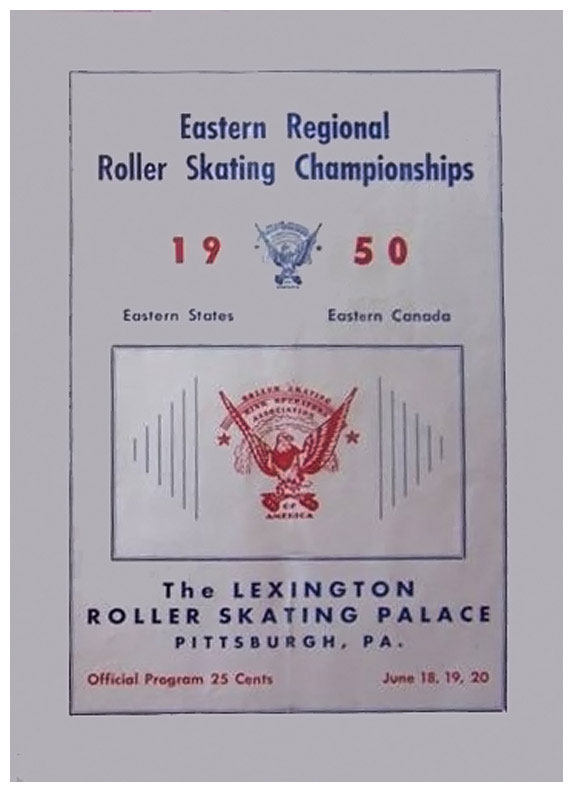 Eastern Regional
Roller Skating Championships
19 50
Eastern States Eastern Canada
ROLLER SKATING
RINK OPERATORS
ASSOCIATION
OF
AMERICA
The LEXINGTON
ROLLER SKATING PALACE
PITTSBURGH, PA.
Official Program 25 Cents June 18, 19, 20